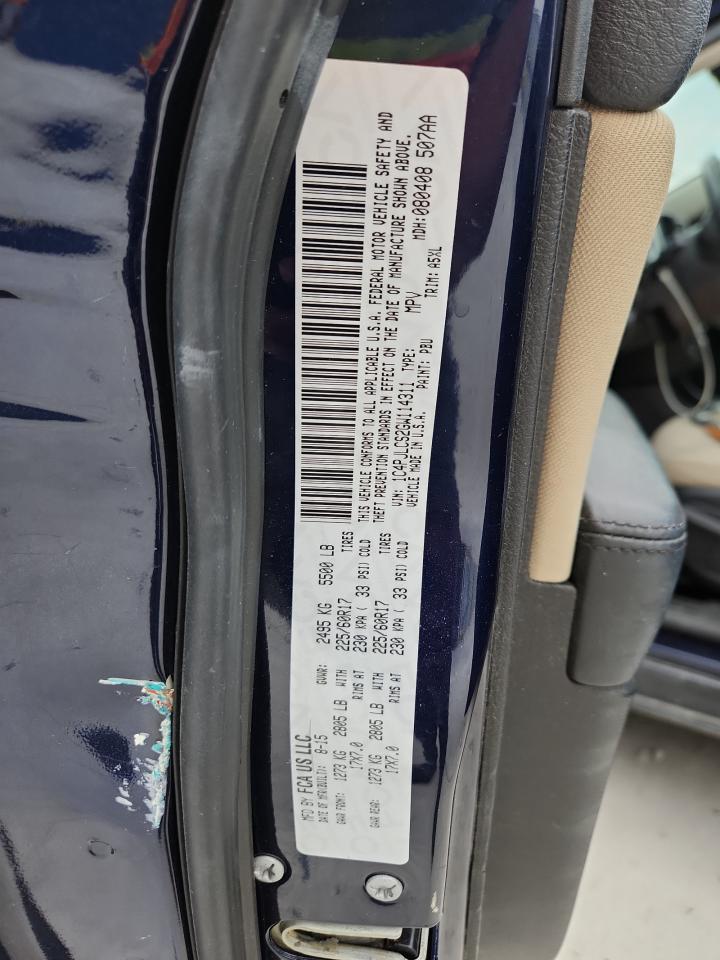 MFD BY FCA US LLC
DATE OF MFR(BUILT): 8-15 GVWR: 2495 KG 5500 LB
GAWR FRONT: 1273 KG 2805 LB WITH 225/60R17 TIRES
17X7.0 RIMS AT 230 KPA ( 33 PSI) COLD
GAWR REAR: 1273 KG 2805 LB WITH 225/60R17 TIRES
17X7.0 RIMS AT 230 KPA ( 33 PSI) COLD
THIS VEHICLE CONFORMS TO ALL APPLICABLE U.S.A. FEDERAL MOTOR VEHICLE SAFETY AND
THEFT PREVENTION STANDARDS IN EFFECT ON THE DATE OF MANUFACTURE SHOWN ABOVE.
VIN: 1C4PJLCS2GW114311 TYPE: MPV MDH:080408 507AA
VEHICLE MADE IN U.S.A. PAINT: PBU TRIM: A5XL